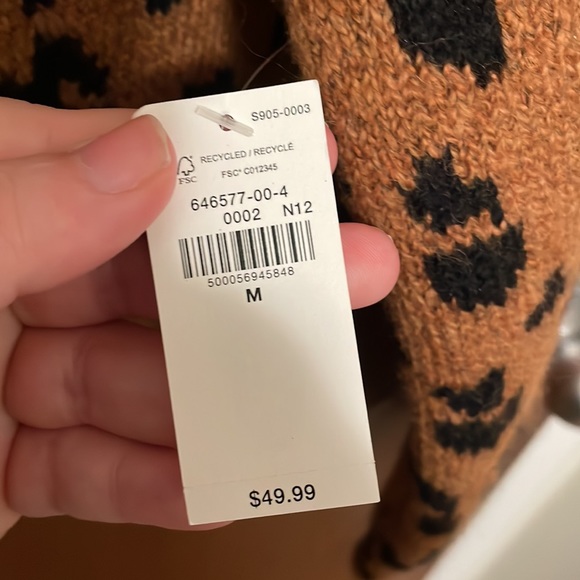 S905-0003
RECYCLED / RECYCLÉ
FSC® C012345
FSC
646577-00-4
0002 N12
500056945848
M
$49.99